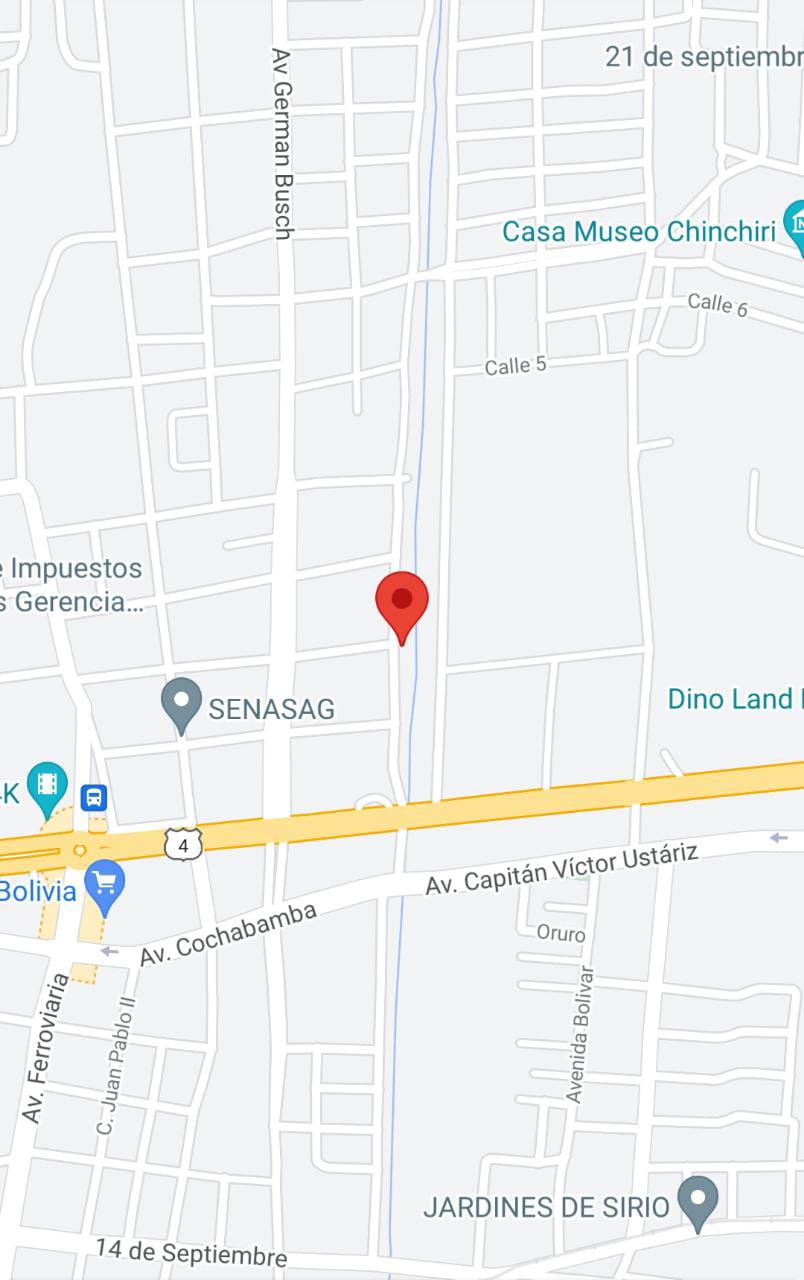 21 de septiembr
Av German Busch
Casa Museo Chinchiri
Calle 6
Calle 5
e Impuestos
s Gerencia...
SENASAG
Dino Land
4K
4
Bolivia
Av. Capitán Víctor Ustáriz
Av. Cochabamba
Oruro
Av. Ferroviaria
C. Juan Pablo II
Avenida Bolivar
JARDINES DE SIRIO
14 de Septiembre